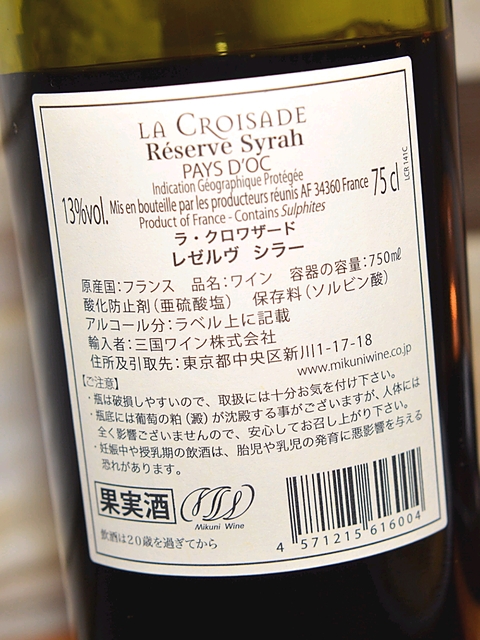 LA CROISADE
Réserve Syrah
PAYS D'OC
Indication Géographique Protégée
13%vol. Mis en bouteille par les producteurs réunis AF 34360 France 75 cl
LCR 141C
Product of France - Contains Sulphites
ラ・クロワザード
レゼルヴ シラー
原産国:フランス 品名:ワイン 容器の容量:750㎖
酸化防止剤(亜硫酸塩) 保存料(ソルビン酸)
アルコール分:ラベル上に記載
輸入者:三国ワイン株式会社
住所及引取先:東京都中央区新川1-17-18
www.mikuniwine.co.jp
【ご注意】
・瓶は破損しやすいので、取扱には十分お気を付け下さい。
・瓶底には葡萄の粕(澱)が沈殿する事がございますが、人体には
全く影響ございませんので、安心してお召し上がり下さい。
・妊娠中や授乳期の飲酒は、胎児や乳児の発育に悪影響を与える
恐れがあります。
果実酒
Mikuni Wine
飲酒は20歳を過ぎてから
4 571215 616004